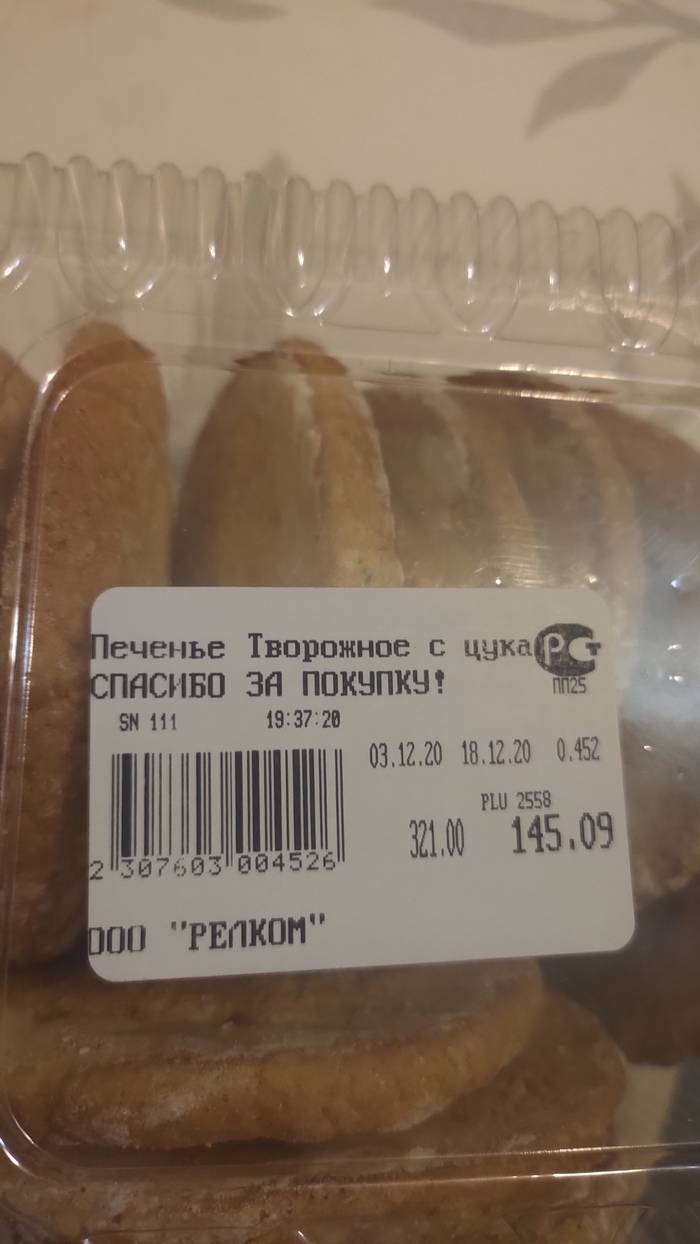 Печенье Творожное с цука РСТ
СПАСИБО ЗА ПОКУПКУ! ПП25
SN 111 19:37:20
03.12.20 18.12.20 0.452
PLU 2558
321.00 145.09
2 307603 004526
ООО "РЕЛКОМ"